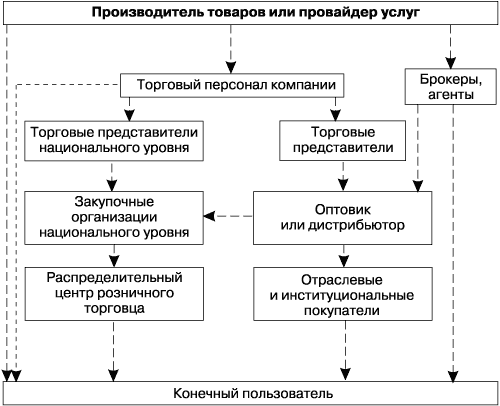 Производитель товаров или провайдер услуг
Торговый персонал компании
Брокеры,
агенты
Торговые представители
национального уровня
Торговые
представители
Закупочные
организации
национального уровня
Оптовик
или дистрибьютор
Распределительный
центр розничного
торговца
Отраслевые
и институциональные
покупатели
Конечный пользователь